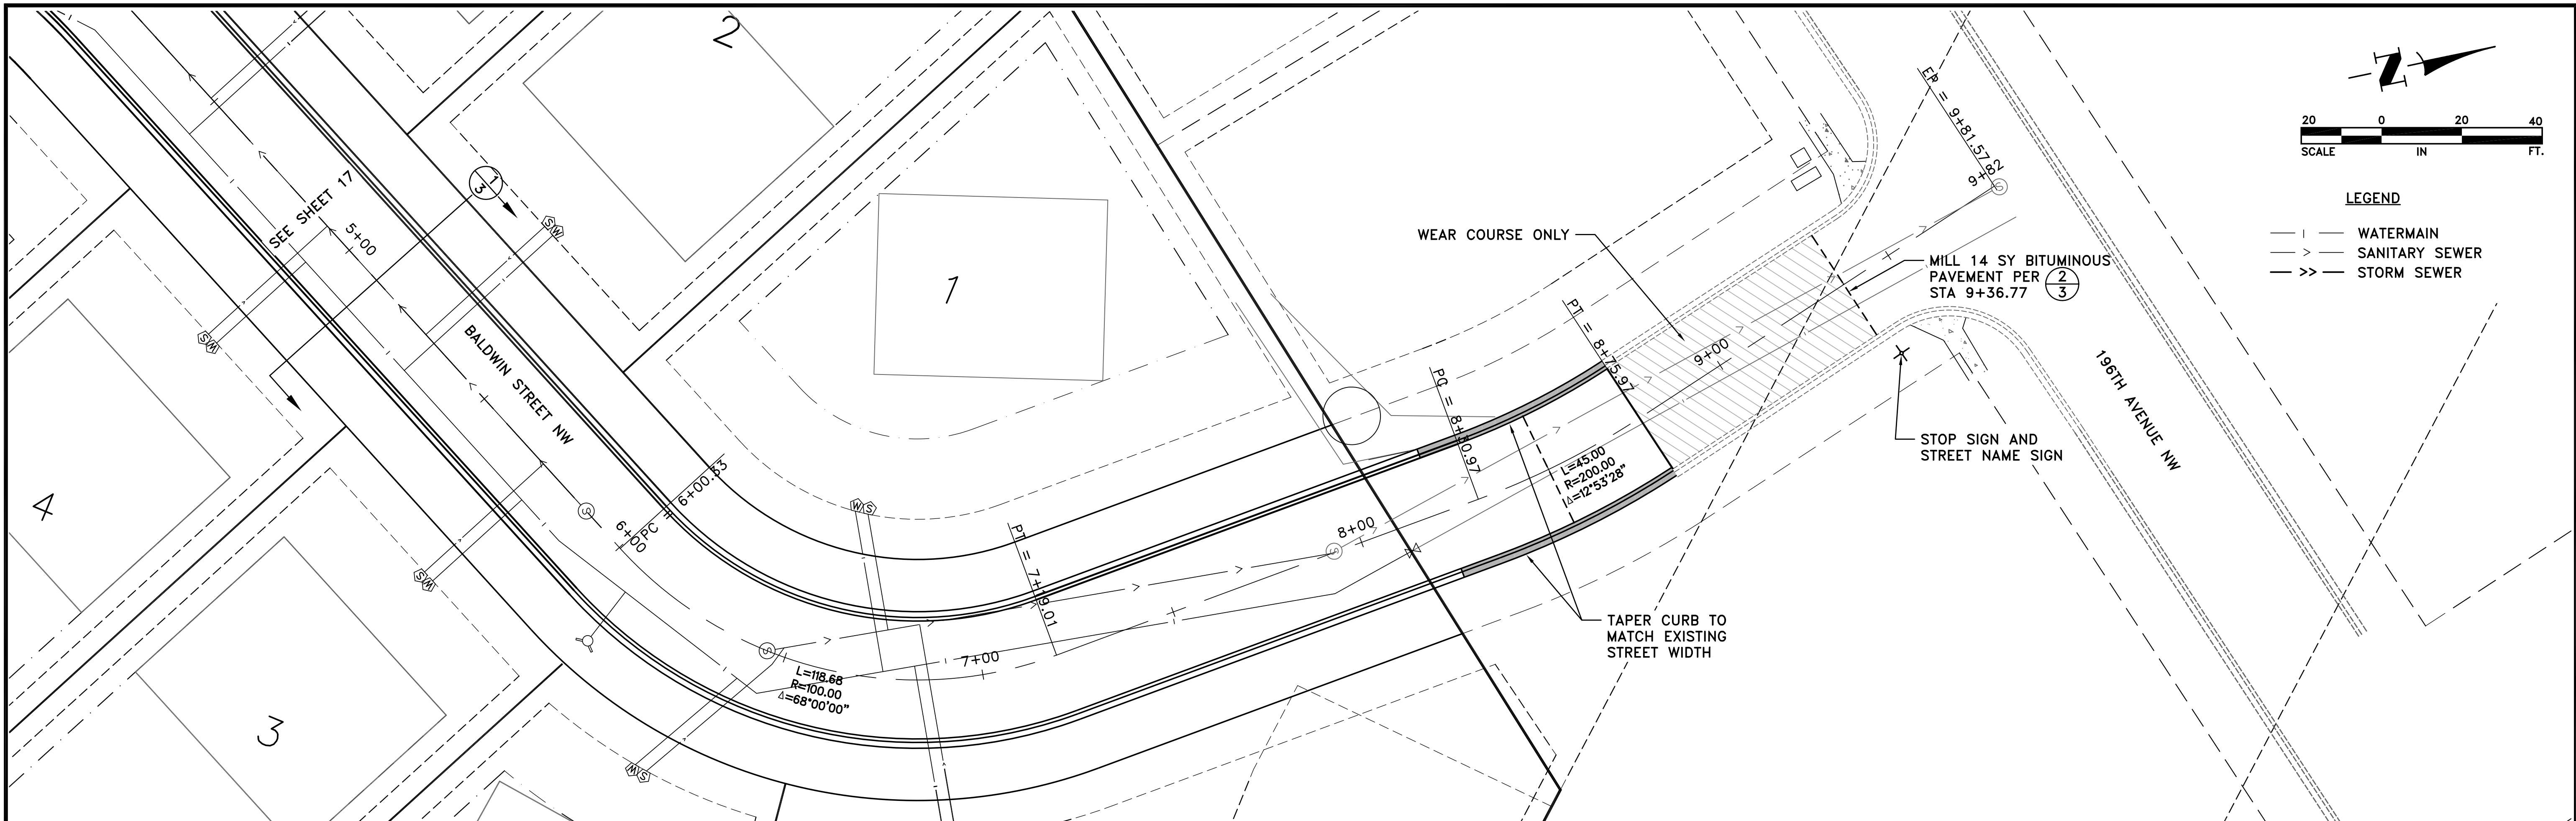 2
SEE SHEET 17
1
3
5+00
S W
S W
BALDWIN STREET NW
1
4
3
S
6+00
PC 6+00.33
W S
W S
W S
S
L=118.68
R=100.00
Δ=68°00'00"
7+00
PT = 7+19.01
S
8+00
PC = 8+30.97
L=45.00
R=200.00
Δ=12°53'28"
PT = 8+75.97
9+00
WEAR COURSE ONLY
MILL 14 SY BITUMINOUS
PAVEMENT PER 2
3
STA 9+36.77
EP = 9+81.57
9+82
S
STOP SIGN AND
STREET NAME SIGN
TAPER CURB TO
MATCH EXISTING
STREET WIDTH
196TH AVENUE NW
N
20 0 20 40
SCALE IN FT.
LEGEND
WATERMAIN
> SANITARY SEWER
>> STORM SEWER